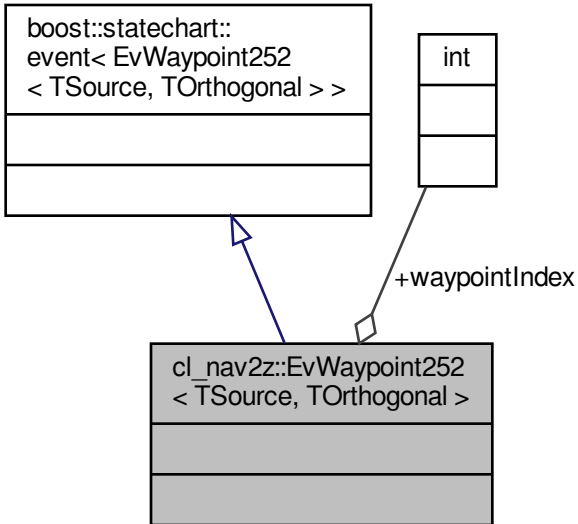 boost::statechart::
event< EvWaypoint252
< TSource, TOrthogonal > >
int
+waypointIndex
cl_nav2z::EvWaypoint252
< TSource, TOrthogonal >